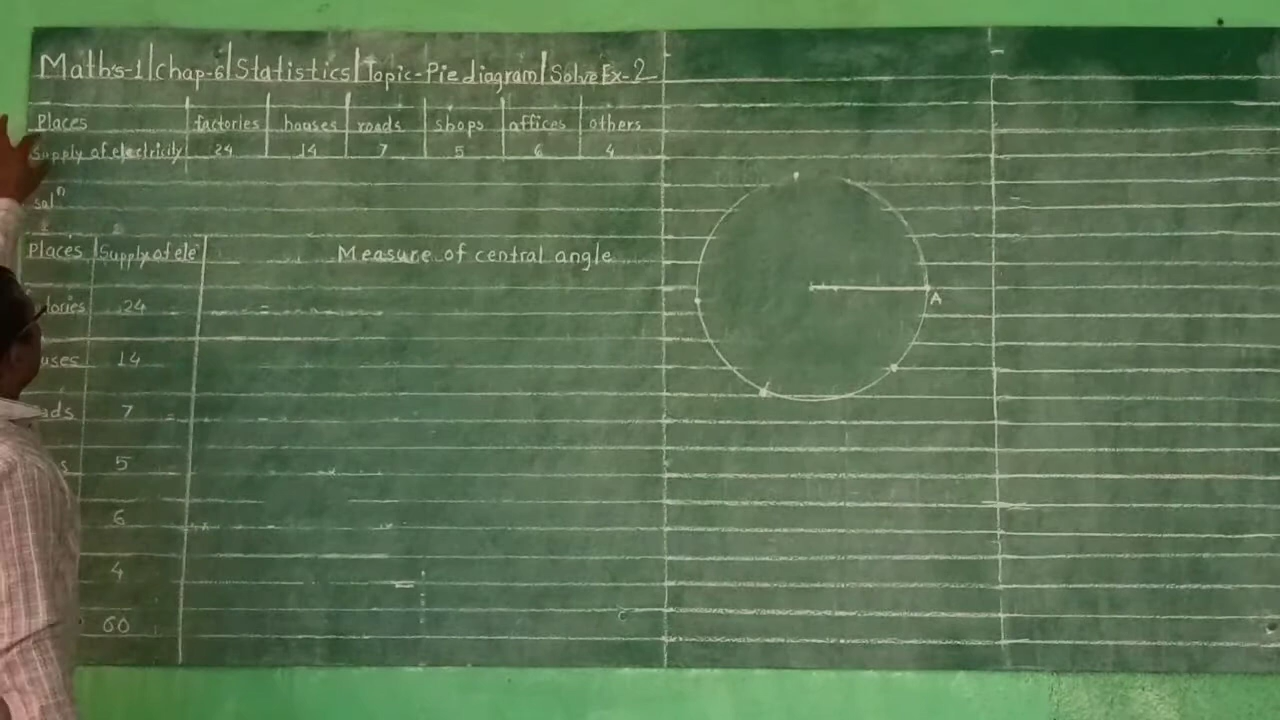 Maths-1|Chap-6|Statistics|Topic-Pie diagram|Solve Ex-2
Places factories houses roads shops offices others
Supply of electricity 24 14 7 5 6 4
solⁿ
Places Supply of ele Measure of central angle
tories 24 =
uses 14
ads 7
s 5
6
4
60
A